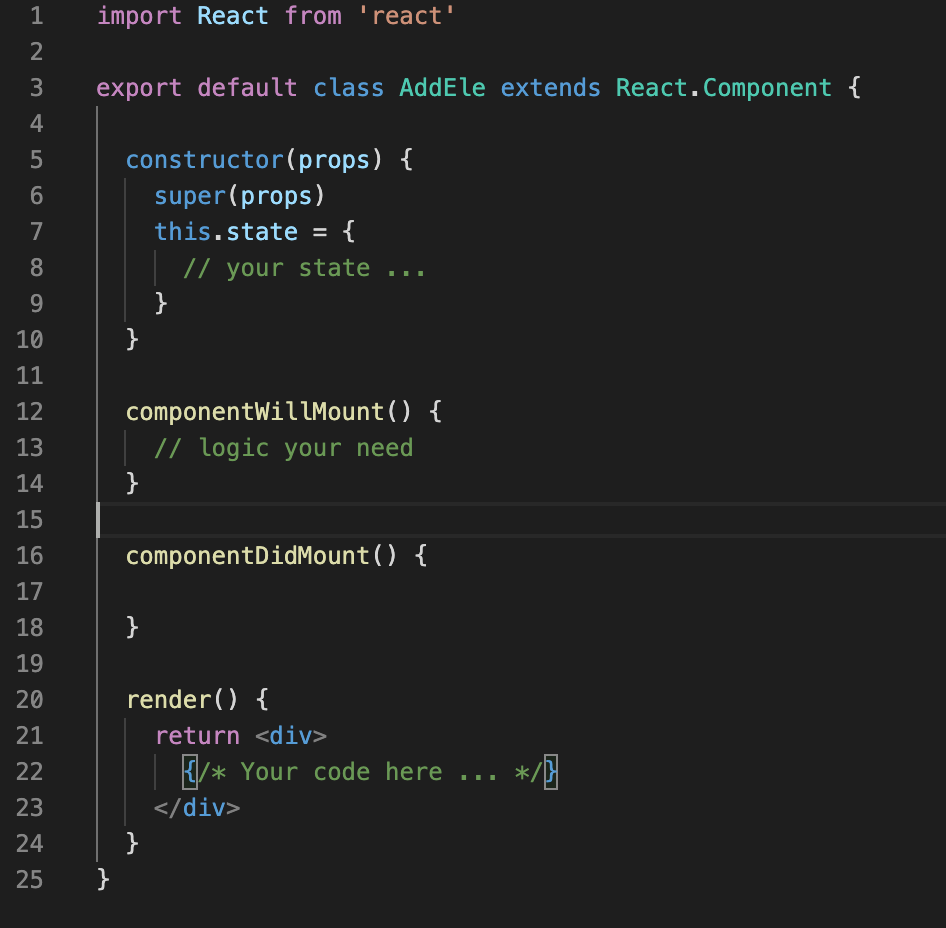 1 import React from 'react'
2
3 export default class AddEle extends React.Component {
4
5 constructor(props) {
6 super(props)
7 this.state = {
8 // your state ...
9 }
10 }
11
12 componentWillMount() {
13 // logic your need
14 }
15
16 componentDidMount() {
17
18 }
19
20 render() {
21 return <div>
22 {/* Your code here ... */}
23 </div>
24 }
25 }